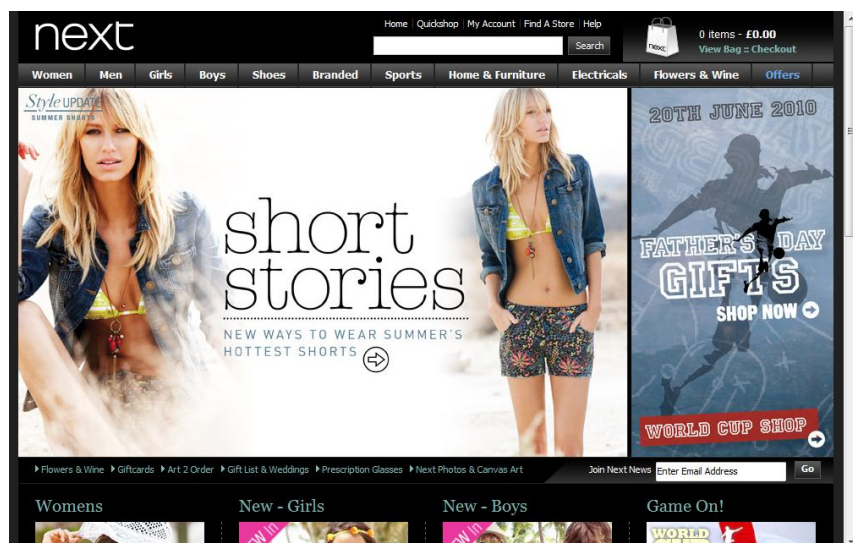 next
Home Quickshop My Account Find A Store Help
Search
next
0 items - £0.00
View Bag :: Checkout
Women Men Girls Boys Shoes Branded Sports Home & Furniture Electricals Flowers & Wine Offers
Style UPDATE
SUMMER SHORTS
short
stories
NEW WAYS TO WEAR SUMMER'S
HOTTEST SHORTS
20TH JUNE 2010
FATHER'S DAY
GIFTS
SHOP NOW
WORLD CUP SHOP
Flowers & Wine Giftcards Art 2 Order Gift List & Weddings Prescription Glasses Next Photos & Canvas Art
Join Next News Enter Email Address Go
Womens New - Girls New - Boys Game On!
WORLD